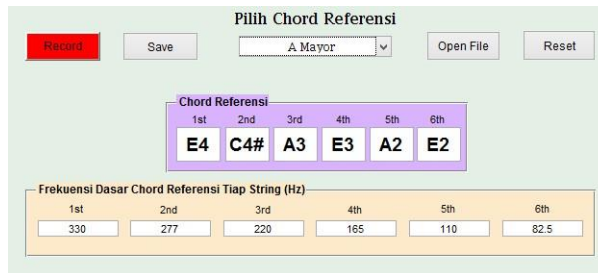 Pilih Chord Referensi
Record Save A Mayor Open File Reset
Chord Referensi
1st 2nd 3rd 4th 5th 6th
E4 C4# A3 E3 A2 E2
Frekuensi Dasar Chord Referensi Tiap String (Hz)
1st 2nd 3rd 4th 5th 6th
330 277 220 165 110 82.5